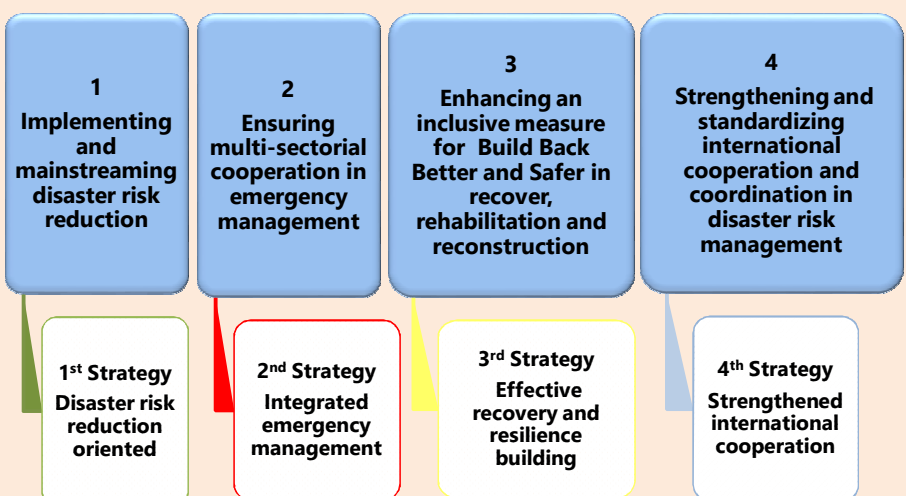 1
Implementing
and
mainstreaming
disaster risk
reduction
2
Ensuring
multi-sectorial
cooperation in
emergency
management
3
Enhancing an
inclusive measure
for Build Back
Better and Safer in
recover,
rehabilitation and
reconstruction
4
Strengthening and
standardizing
international
cooperation and
coordination in
disaster risk
management
1st Strategy
Disaster risk
reduction
oriented
2nd Strategy
Integrated
emergency
management
3rd Strategy
Effective
recovery and
resilience
building
4th Strategy
Strengthened
international
cooperation